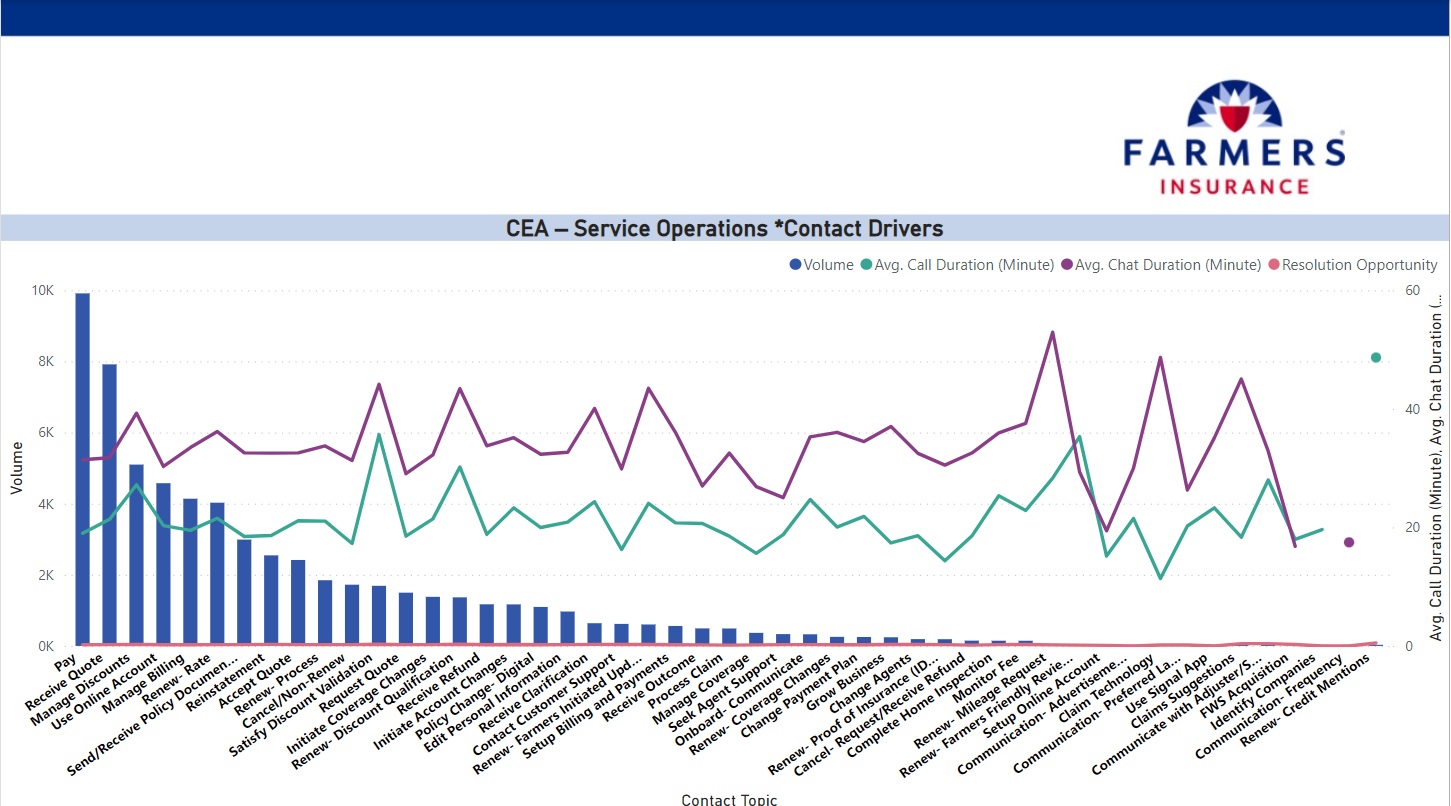 FARMERS
INSURANCE
CEA – Service Operations *Contact Drivers
Volume Avg. Call Duration (Minute) Avg. Chat Duration (Minute) Resolution Opportunity
10K
8K
6K
4K
2K
0K
Volume
60
40
20
0
Avg. Call Duration (Minute), Avg. Chat Duration (...
Pay
Receive Quote
Manage Discounts
Use Online Account
Manage Billing
Renew- Rate
Send/Receive Policy Documen...
Reinstatement
Accept Quote
Renew- Process
Cancel/Non-Renew
Satisfy Discount Validation
Request Quote
Initiate Coverage Changes
Renew- Discount Qualification
Receive Refund
Initiate Account Changes
Policy Change- Digital
Edit Personal Information
Receive Clarification
Contact Customer Support
Renew- Farmers Initiated Upd...
Setup Billing and Payments
Receive Outcome
Process Claim
Manage Coverage
Seek Agent Support
Onboard- Communicate
Renew- Coverage Changes
Change Payment Plan
Grow Business
Change Agents
Renew- Proof of Insurance (ID...
Cancel- Request/Receive Refund
Complete Home Inspection
Monitor Fee
Renew- Mileage Request
Renew- Farmers Friendly Revie...
Setup Online Account
Communication- Advertiseme...
Claim Technology
Communication- Preferred La...
Use Signal App
Claims Suggestions
Communicate with Adjuster/S...
FWS Acquisition
Identify Companies
Communication- Frequency
Renew- Credit Mentions
Contact Topic